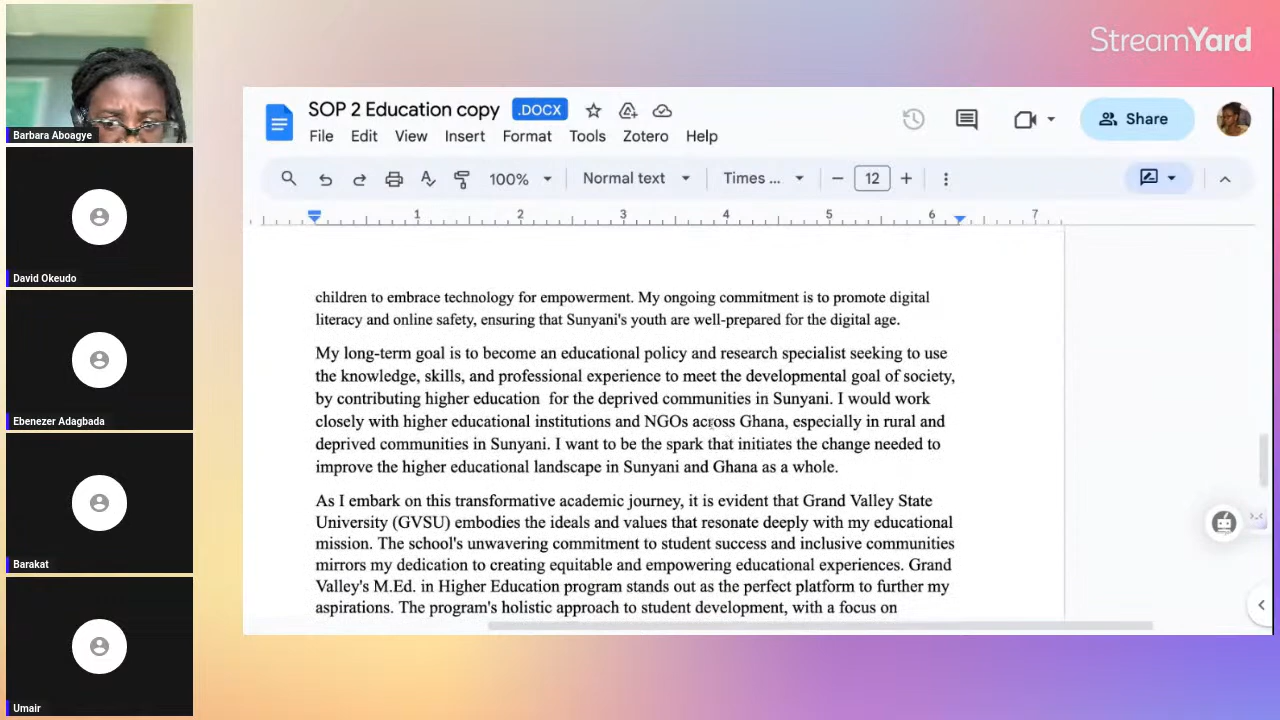 StreamYard
SOP 2 Education copy .DOCX
File Edit View Insert Format Tools Zotero Help
Share
100% Normal text Times ... 12
1 2 3 4 5 6 7
children to embrace technology for empowerment. My ongoing commitment is to promote digital
literacy and online safety, ensuring that Sunyani's youth are well-prepared for the digital age.
My long-term goal is to become an educational policy and research specialist seeking to use
the knowledge, skills, and professional experience to meet the developmental goal of society,
by contributing higher education  for the deprived communities in Sunyani. I would work
closely with higher educational institutions and NGOs across Ghana, especially in rural and
deprived communities in Sunyani. I want to be the spark that initiates the change needed to
improve the higher educational landscape in Sunyani and Ghana as a whole.
As I embark on this transformative academic journey, it is evident that Grand Valley State
University (GVSU) embodies the ideals and values that resonate deeply with my educational
mission. The school's unwavering commitment to student success and inclusive communities
mirrors my dedication to creating equitable and empowering educational experiences. Grand
Valley's M.Ed. in Higher Education program stands out as the perfect platform to further my
aspirations. The program's holistic approach to student development, with a focus on
Barbara Aboagye
David Okeudo
Ebenezer Adagbada
Barakat
Umair